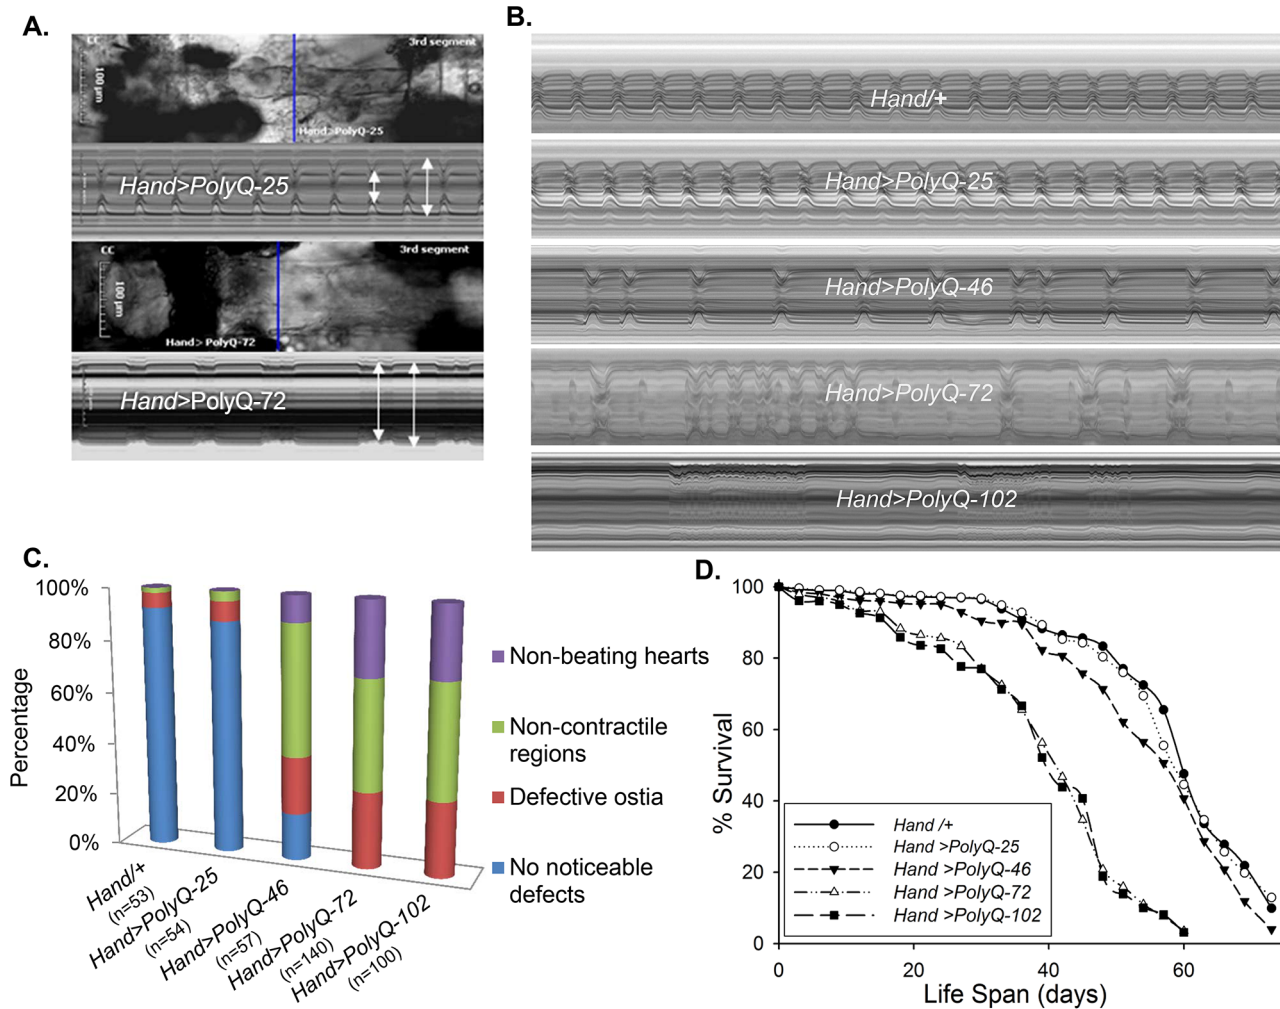 A.
CC
3rd segment
100 µm
Hand>PolyQ-25
Hand>PolyQ-25
CC
3rd segment
100 µm
Hand> PolyQ-72
Hand>PolyQ-72
B.
Hand/+
Hand>PolyQ-25
Hand>PolyQ-46
Hand>PolyQ-72
Hand>PolyQ-102
C.
Percentage
100%
80%
60%
40%
20%
0%
Hand/+
(n=53)
Hand>PolyQ-25
(n=54)
Hand>PolyQ-46
(n=57)
Hand>PolyQ-72
(n=140)
Hand>PolyQ-102
(n=100)
Non-beating hearts
Non-contractile
regions
Defective ostia
No noticeable
defects
D.
% Survival
100
80
60
40
20
0
Hand /+
Hand >PolyQ-25
Hand >PolyQ-46
Hand >PolyQ-72
Hand >PolyQ-102
0
20
40
60
Life Span (days)